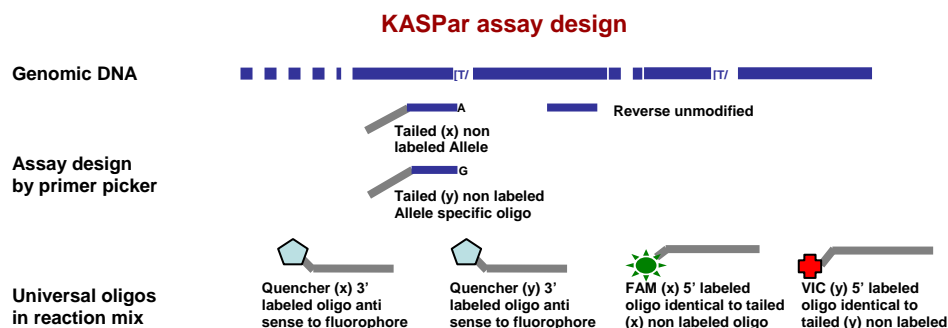 KASPar assay design
Genomic DNA
[T/
[T/
A
Reverse unmodified
Tailed (x) non
labeled Allele
Assay design
by primer picker
G
Tailed (y) non labeled
Allele specific oligo
Universal oligos
in reaction mix
Quencher (x) 3'
labeled oligo anti
sense to fluorophore
Quencher (y) 3'
labeled oligo anti
sense to fluorophore
FAM (x) 5' labeled
oligo identical to tailed
(x) non labeled oligo
VIC (y) 5' labeled
oligo identical to
tailed (y) non labeled